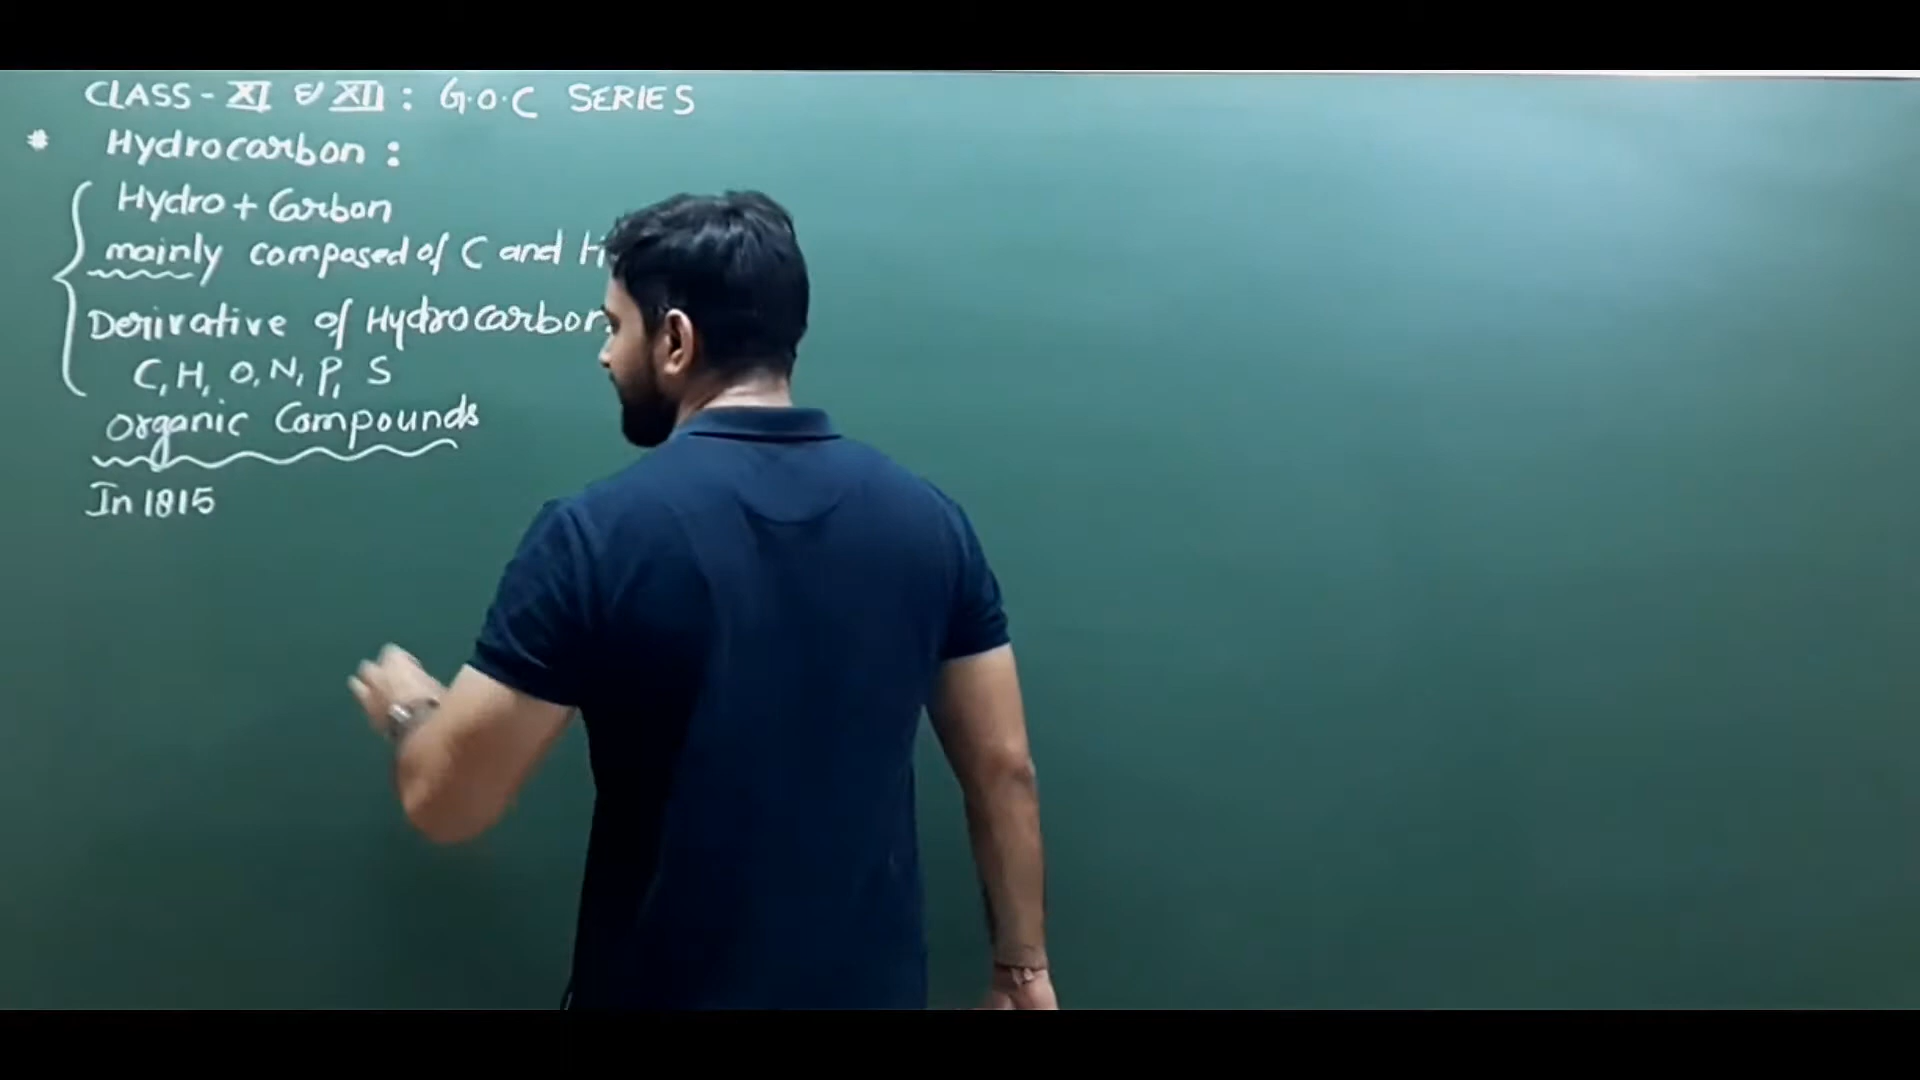 CLASS - XI & XII : G.O.C SERIES
* Hydrocarbon :
Hydro + Carbon
mainly composed of C and H
Derivative of Hydrocarbon
C, H, O, N, P, S
Organic Compounds
In 1815